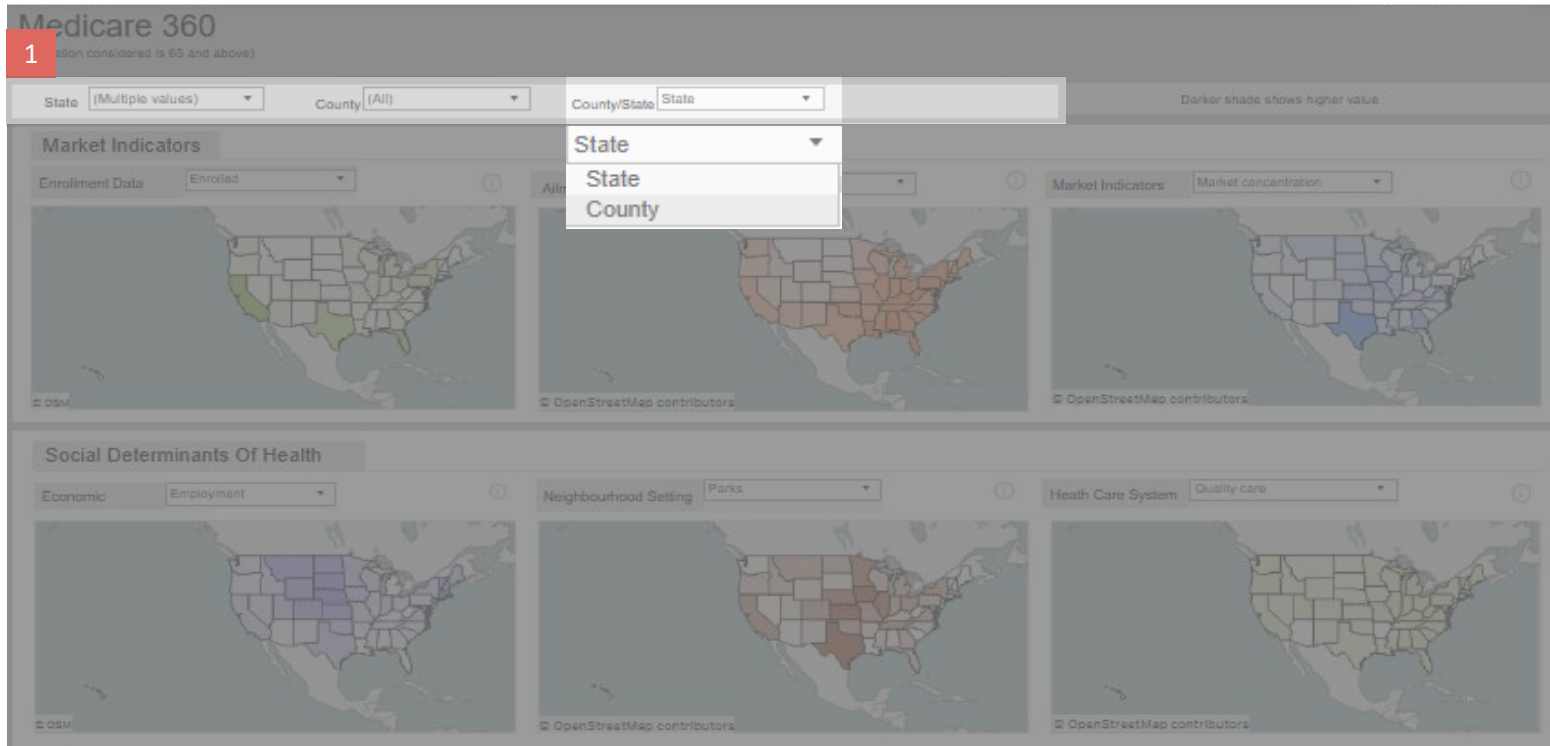 Medicare 360
1
ation considered is 65 and above)
State (Multiple values) County (All) County/State State Darker shade shows higher value
Market Indicators
State
State
County
Enrollment Data Enrolled
Market Indicators Market concentration
© OSM
© OpenStreetMap contributors
© OpenStreetMap contributors
Social Determinants Of Health
Economic Employment
Neighbourhood Setting Parks
Heath Care System Quality care
© OSM
© OpenStreetMap contributors
© OpenStreetMap contributors